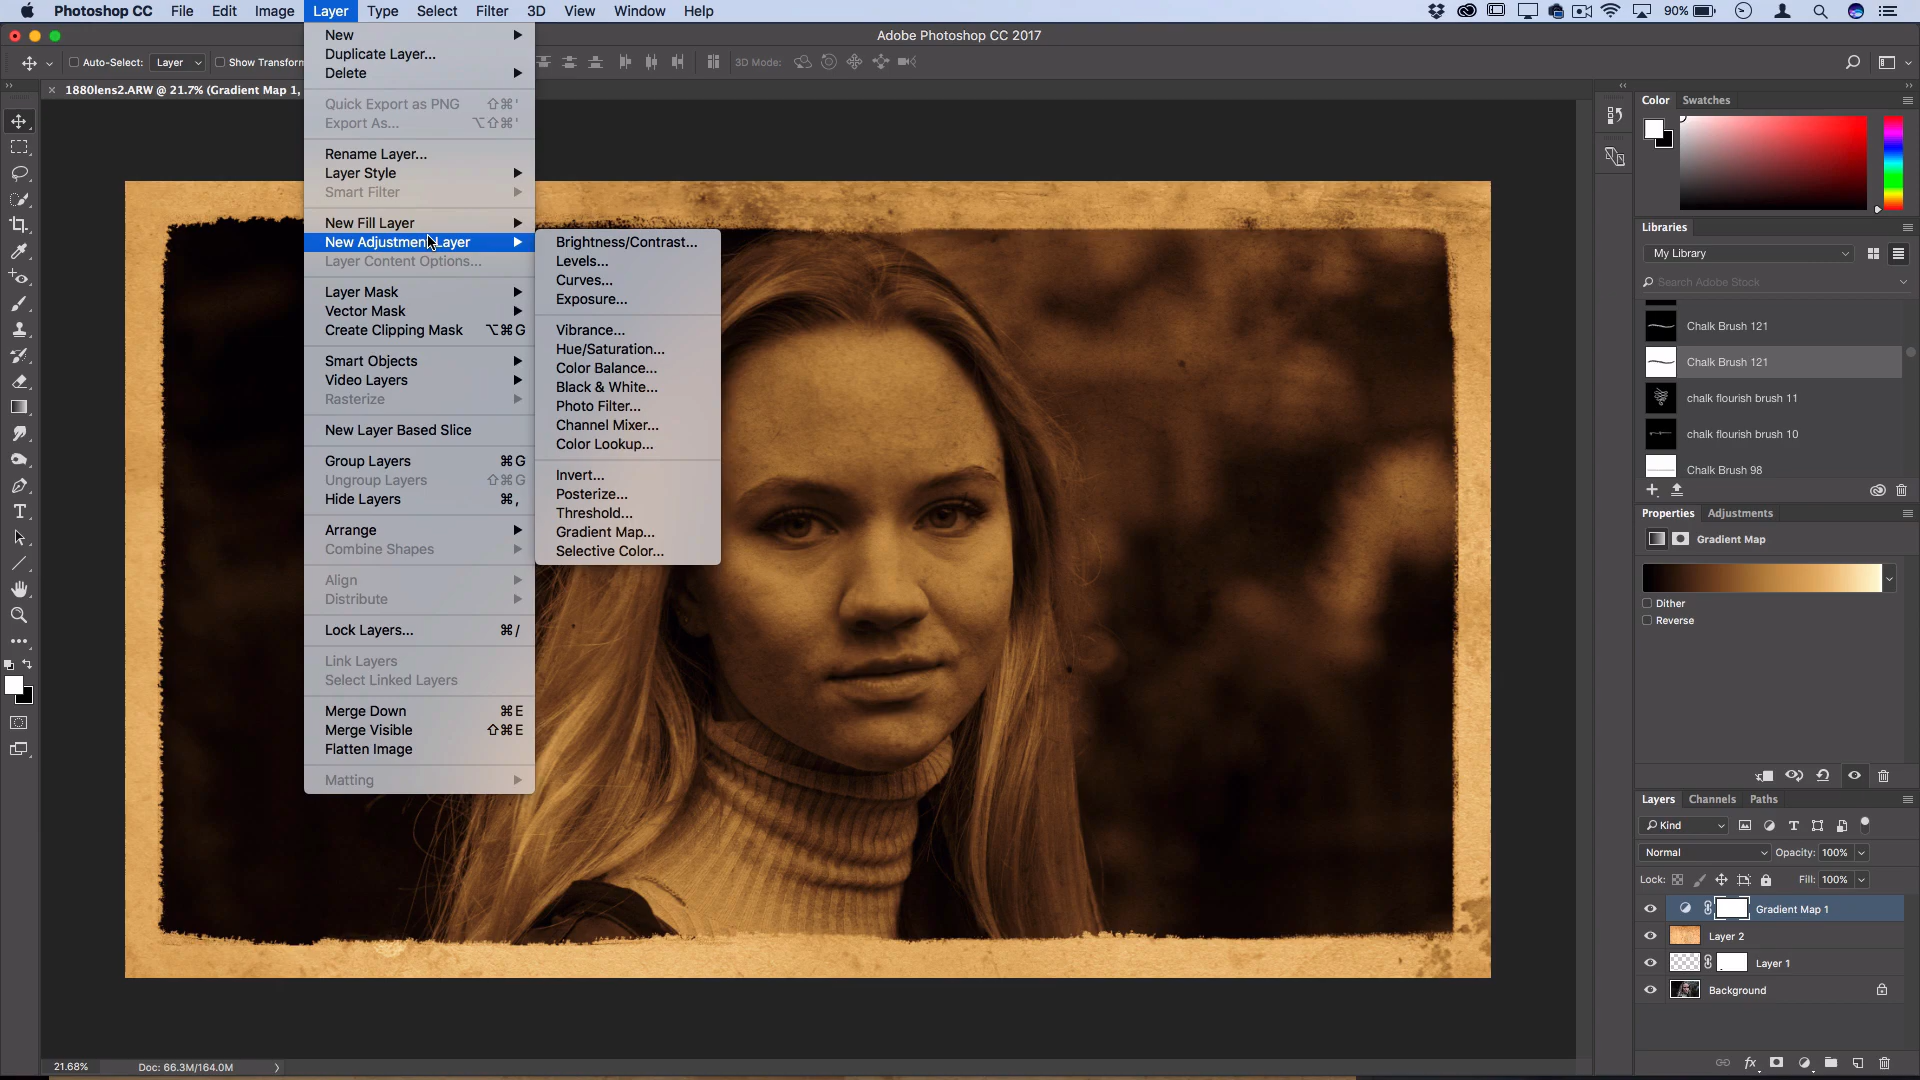 Photoshop CC File Edit Image Layer Type Select Filter 3D View Window Help 90%
Adobe Photoshop CC 2017
Auto-Select: Layer Show Transform 3D Mode:
1880lens2.ARW @ 21.7% (Gradient Map 1,
New
Duplicate Layer...
Delete
Quick Export as PNG ⇧⌘'
Export As... ⌥⇧⌘'
Rename Layer...
Layer Style
Smart Filter
New Fill Layer
New Adjustment Layer
Layer Content Options...
Layer Mask
Vector Mask
Create Clipping Mask ⌥⌘G
Smart Objects
Video Layers
Rasterize
New Layer Based Slice
Group Layers ⌘G
Ungroup Layers ⇧⌘G
Hide Layers ⌘,
Arrange
Combine Shapes
Align
Distribute
Lock Layers... ⌘/
Link Layers
Select Linked Layers
Merge Down ⌘E
Merge Visible ⇧⌘E
Flatten Image
Matting
Brightness/Contrast...
Levels...
Curves...
Exposure...
Vibrance...
Hue/Saturation...
Color Balance...
Black & White...
Photo Filter...
Channel Mixer...
Color Lookup...
Invert...
Posterize...
Threshold...
Gradient Map...
Selective Color...
Color Swatches
Libraries
My Library
Search Adobe Stock
Chalk Brush 121
Chalk Brush 121
chalk flourish brush 11
chalk flourish brush 10
Chalk Brush 98
Properties Adjustments
Gradient Map
Dither
Reverse
Layers Channels Paths
Kind
Normal Opacity: 100%
Lock: Fill: 100%
Gradient Map 1
Layer 2
Layer 1
Background
21.68% Doc: 66.3M/164.0M